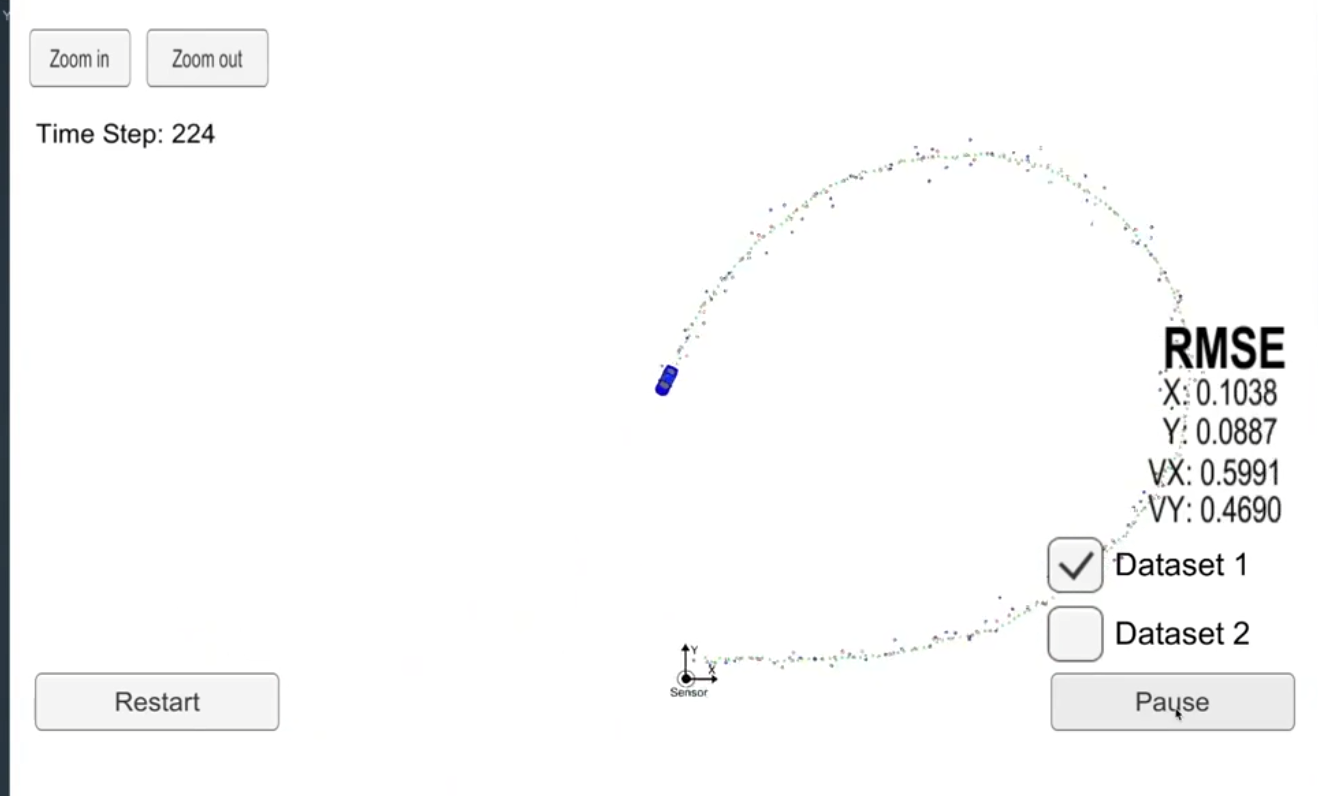 Y
Zoom in
Zoom out
Time Step: 224
RMSE
X: 0.1038
Y: 0.0887
VX: 0.5991
VY: 0.4690
Dataset 1
Dataset 2
Y
X
Sensor
Restart
Pause